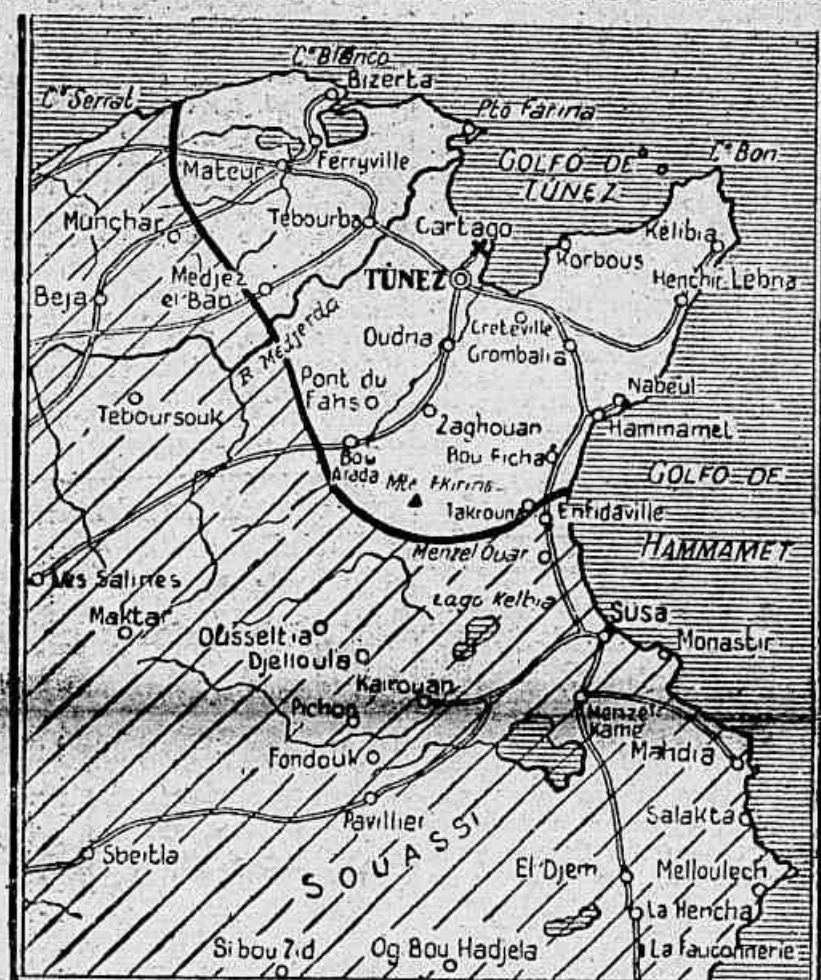 Cº Blanco
Bizerta
Cº Serrat
Pto Farina
Ferryville
GOLFO DE
TÚNEZ
Cº Bon
Mateur
Munchar
Tebourba
Cartago
Korbous
Kelibia
Medjez
el Bab
TÚNEZ
Henchir Lebna
Beja
R Medjerda
Oudna
Creteville
Grombalia
Pont du
Fahs
Nabeul
Teboursouk
Zaghouan
Hammamet
Bou Ficha
Bou
Arada
GOLFO DE
HAMMAMET
Takrouna
Enfidaville
Menzel Ouar
Les Salines
Lago Kelbia
Maktar
Susa
Ousseltia
Djelloula
Monastir
Kairouan
Pichon
Menzel
Kamé
Fondouk
Mahdia
Pavillier
Salakta
Sbeitla
SOUASSI
El Djem
Melloulech
La Hencha
Si bou Zid
Og. Bou Hadjela
La Fauconnerie